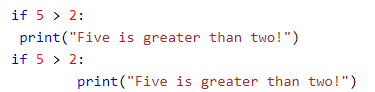 if 5 > 2:
 print("Five is greater than two!")
if 5 > 2:
        print("Five is greater than two!")